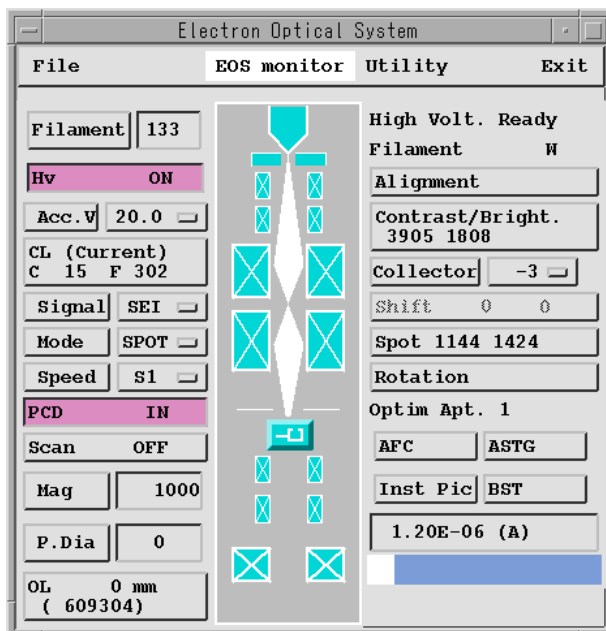 Electron Optical System
File EOS monitor Utility Exit
Filament 133
Hv ON
Acc.V 20.0
CL (Current)
C 15 F 302
Signal SEI
Mode SPOT
Speed S1
PCD IN
Scan OFF
Mag 1000
P.Dia 0
OL 0 mm
( 609304)
High Volt. Ready
Filament W
Alignment
Contrast/Bright.
3905 1808
Collector -3
Shift 0 0
Spot 1144 1424
Rotation
Optim Apt. 1
AFC ASTG
Inst Pic BST
1.20E-06 (A)